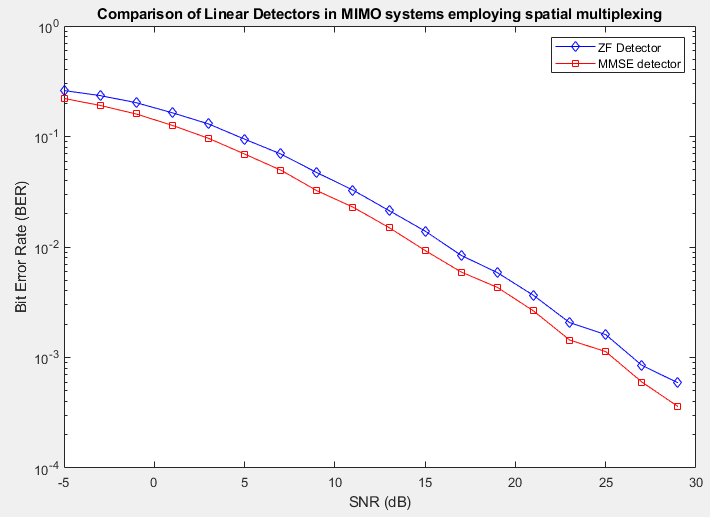 Comparison of Linear Detectors in MIMO systems employing spatial multiplexing
ZF Detector
MMSE detector
Bit Error Rate (BER)
10^0
10^-1
10^-2
10^-3
10^-4
-5 0 5 10 15 20 25 30
SNR (dB)